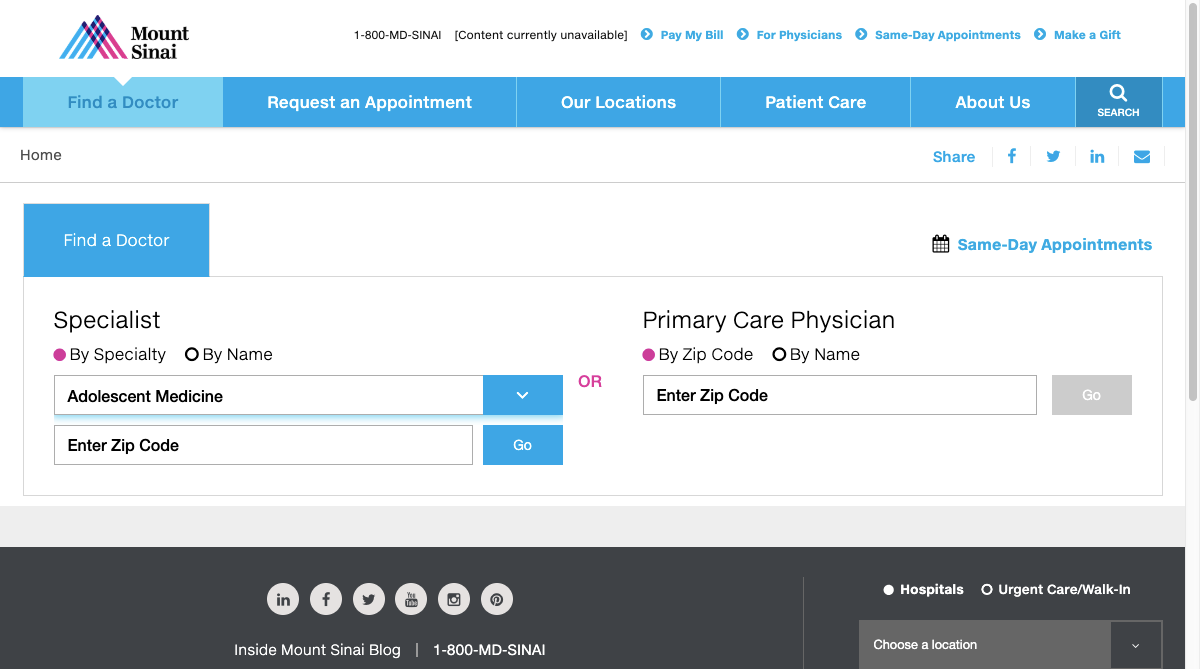 Mount
Sinai
1-800-MD-SINAI [Content currently unavailable] Pay My Bill For Physicians Same-Day Appointments Make a Gift
Find a Doctor Request an Appointment Our Locations Patient Care About Us SEARCH
Home Share
Find a Doctor
Same-Day Appointments
Specialist
By Specialty By Name
Adolescent Medicine
Enter Zip Code Go
OR
Primary Care Physician
By Zip Code By Name
Enter Zip Code Go
You Tube
Inside Mount Sinai Blog | 1-800-MD-SINAI
Hospitals Urgent Care/Walk-In
Choose a location